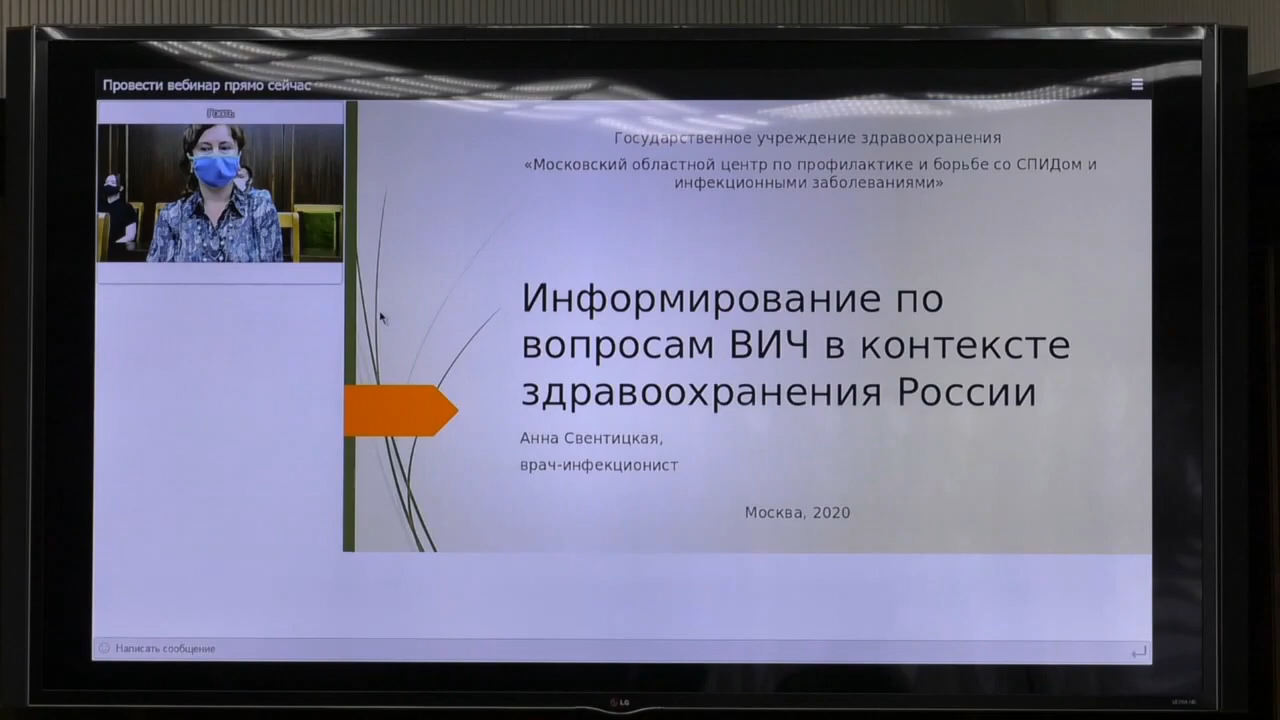 Провести вебинар прямо сейчас
Гость
Государственное учреждение здравоохранения
«Московский областной центр по профилактике и борьбе со СПИДом и
инфекционными заболеваниями»
Информирование по
вопросам ВИЧ в контексте
здравоохранения России
Анна Свентицкая,
врач-инфекционист
Москва, 2020
Написать сообщение
LG